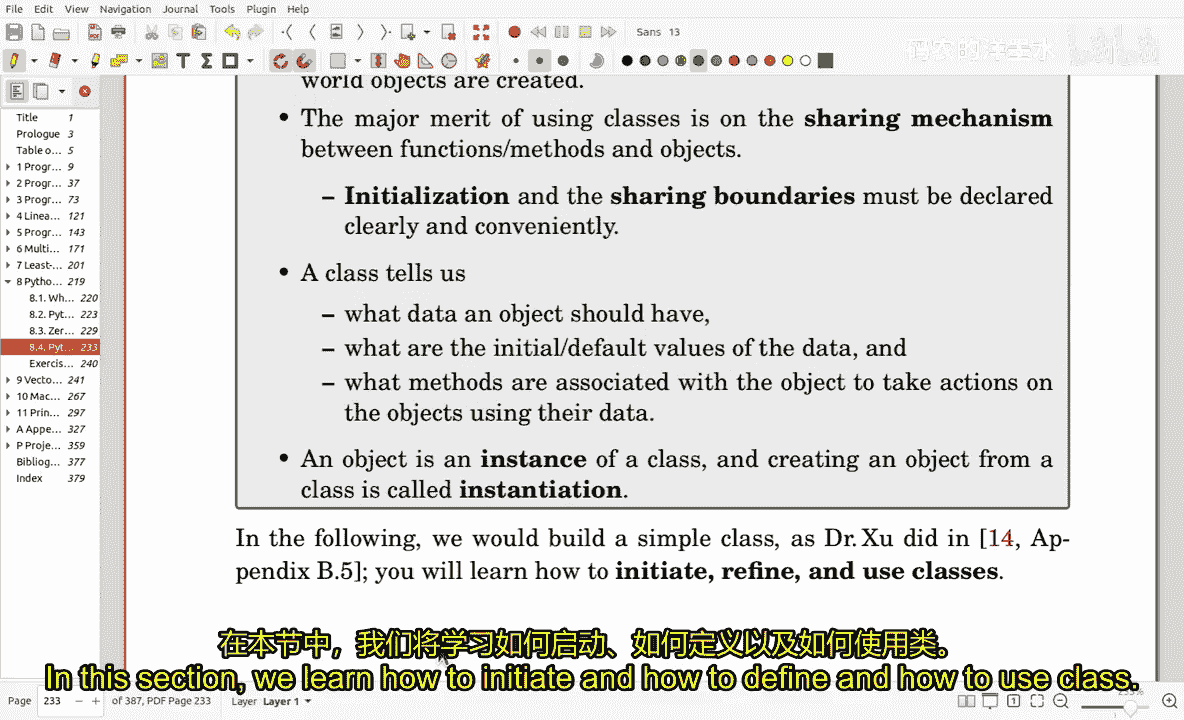 File Edit View Navigation Journal Tools Plugin Help
Sans 13
Title 1
Prologue 3
Table o... 5
1 Progr... 9
2 Progr... 37
3 Progr... 73
4 Linea... 121
5 Progr... 143
6 Multi... 171
7 Least-... 201
8 Pytho... 219
8.1. Wh... 220
8.2. Pyt... 223
8.3. Zer... 229
8.4. Pyt... 233
Exercis... 240
9 Vecto... 241
10 Mac... 267
11 Prin... 297
A Appe... 327
P Proje... 359
Bibliog... 377
Index 379
world objects are created.
• The major merit of using classes is on the sharing mechanism
between functions/methods and objects.
– Initialization and the sharing boundaries must be declared
clearly and conveniently.
• A class tells us
– what data an object should have,
– what are the initial/default values of the data, and
– what methods are associated with the object to take actions on
the objects using their data.
• An object is an instance of a class, and creating an object from a
class is called instantiation.
In the following, we would build a simple class, as Dr. Xu did in [14, Ap-
pendix B.5]; you will learn how to initiate, refine, and use classes.
在本节中，我们将学习如何启动、如何定义以及如何使用类。
In this section, we learn how to initiate and how to define and how to use class.
Page 233 of 387, PDF Page 233 Layer Layer 1